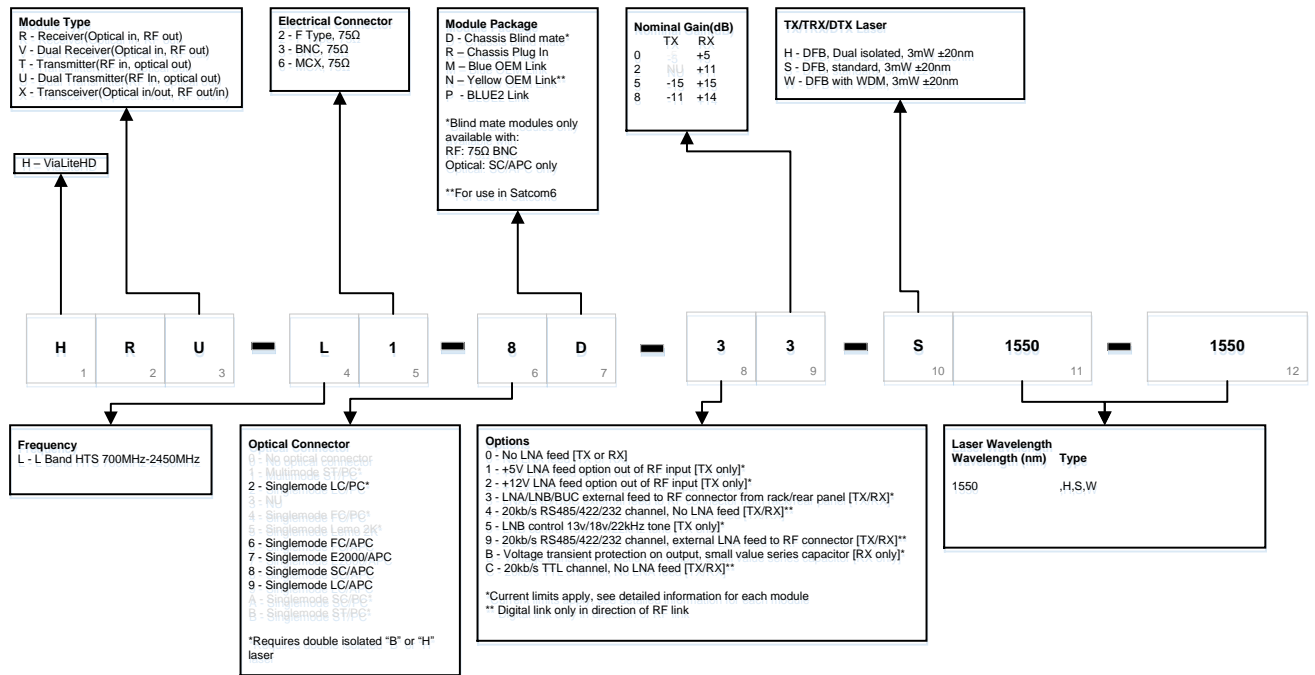 Module Type
R - Receiver(Optical in, RF out)
V - Dual Receiver(Optical in, RF out)
T - Transmitter(RF in, optical out)
U - Dual Transmitter(RF In, optical out)
X - Transceiver(Optical in/out, RF out/in)
Electrical Connector
2 - F Type, 75Ω
3 - BNC, 75Ω
6 - MCX, 75Ω
Module Package
D - Chassis Blind mate*
R – Chassis Plug In
M – Blue OEM Link
N – Yellow OEM Link**
P - BLUE2 Link
*Blind mate modules only
available with:
RF: 75Ω BNC
Optical: SC/APC only
**For use in Satcom6
Nominal Gain(dB)
TX RX
0 -5 +5
2 NU +11
5 -15 +15
8 -11 +14
TX/TRX/DTX Laser
H - DFB, Dual isolated, 3mW ±20nm
S - DFB, standard, 3mW ±20nm
W - DFB with WDM, 3mW ±20nm
H – ViaLiteHD
H R U – L 1 – 8 D – 3 3 – S 1550 – 1550
1 2 3 4 5 6 7 8 9 10 11 12
Frequency
L - L Band HTS 700MHz-2450MHz
Optical Connector
0 - No optical connector
1 - Multimode ST/PC*
2 - Singlemode LC/PC*
3 - NU
4 - Singlemode FC/PC*
5 - Singlemode Lemo 2K*
6 - Singlemode FC/APC
7 - Singlemode E2000/APC
8 - Singlemode SC/APC
9 - Singlemode LC/APC
A - Singlemode SC/PC*
B - Singlemode ST/PC*
*Requires double isolated “B” or “H”
laser
Options
0 - No LNA feed [TX or RX]
1 - +5V LNA feed option out of RF input [TX only]*
2 - +12V LNA feed option out of RF input [TX only]*
3 - LNA/LNB/BUC external feed to RF connector from rack/rear panel [TX/RX]*
4 - 20kb/s RS485/422/232 channel, No LNA feed [TX/RX]**
5 - LNB control 13v/18v/22kHz tone [TX only]*
9 - 20kb/s RS485/422/232 channel, external LNA feed to RF connector [TX/RX]**
B - Voltage transient protection on output, small value series capacitor [RX only]*
C - 20kb/s TTL channel, No LNA feed [TX/RX]**
*Current limits apply, see detailed information for each module
** Digital link only in direction of RF link
Laser Wavelength
Wavelength (nm) Type
1550 ,H,S,W